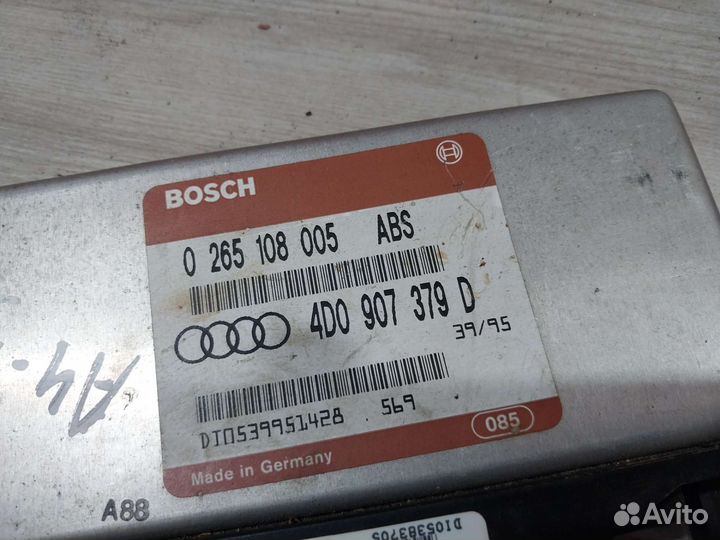 BOSCH
0 265 108 005 ABS
4D0 907 379 D
39/95
569
085
Made in Germany
A4-
A88
DI05383705
Avito